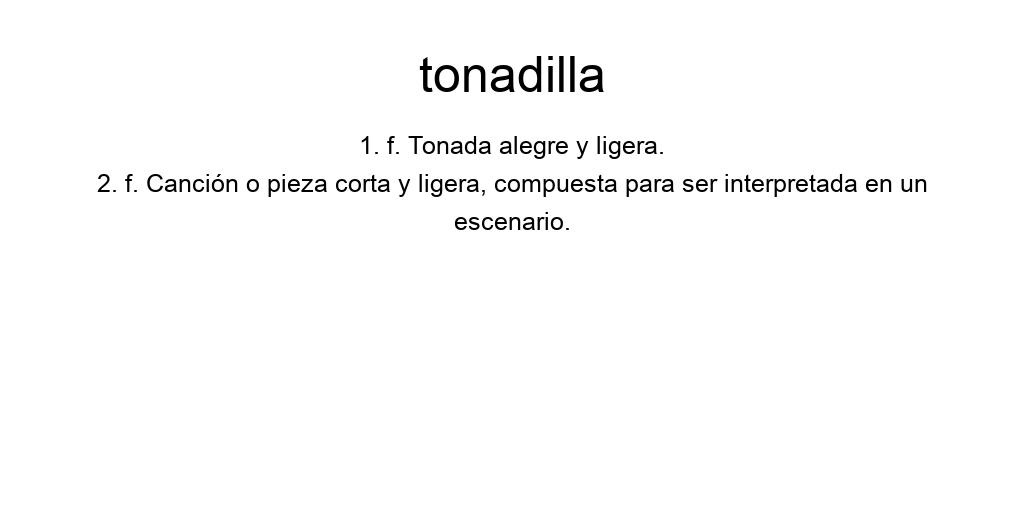 tonadilla
1. f. Tonada alegre y ligera.
2. f. Canción o pieza corta y ligera, compuesta para ser interpretada en un
escenario.